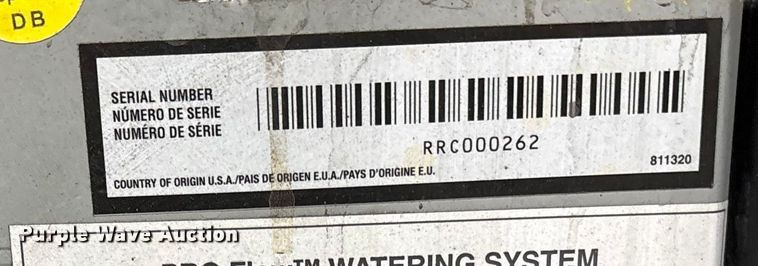 DB
SERIAL NUMBER
NÚMERO DE SERIE
NUMÉRO DE SÉRIE
RRC000262
COUNTRY OF ORIGIN U.S.A./PAIS DE ORIGEN E.U.A./PAYS D'ORIGINE E.U.
811320
Purple Wave Auction
WATERING SYSTEM